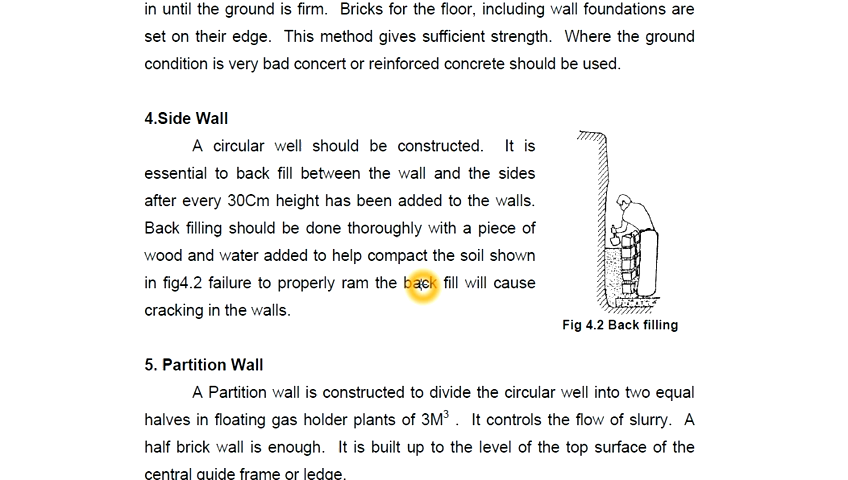 in until the ground is firm. Bricks for the floor, including wall foundations are
set on their edge. This method gives sufficient strength. Where the ground
condition is very bad concert or reinforced concrete should be used.
4.Side Wall
A circular well should be constructed. It is
essential to back fill between the wall and the sides
after every 30Cm height has been added to the walls.
Back filling should be done thoroughly with a piece of
wood and water added to help compact the soil shown
in fig4.2 failure to properly ram the back fill will cause
cracking in the walls.
Fig 4.2 Back filling
5. Partition Wall
A Partition wall is constructed to divide the circular well into two equal
halves in floating gas holder plants of 3M³ . It controls the flow of slurry. A
half brick wall is enough. It is built up to the level of the top surface of the
central guide frame or ledge.